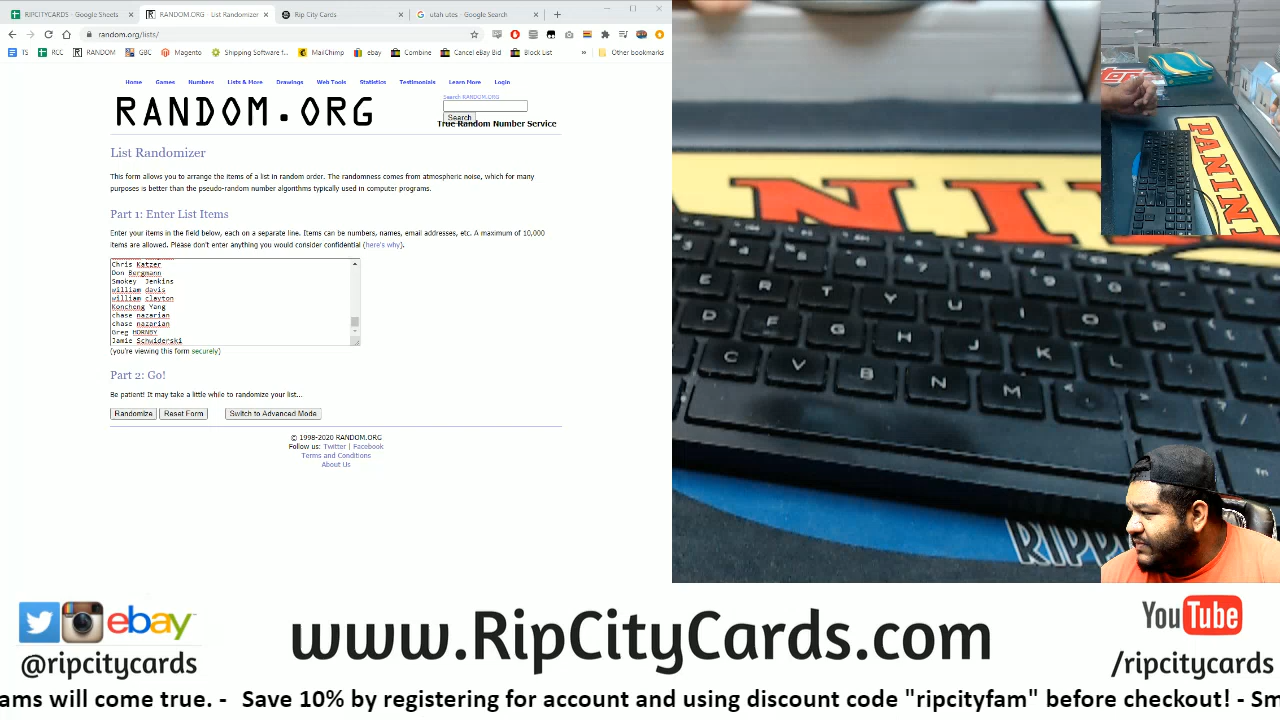 RIPCITYCARDS - Google Sheets
RANDOM.ORG - List Randomizer
Rip City Cards
utah utes - Google Search
random.org/lists/
TS
RCC
RANDOM
GBC
Magento
Shipping Software f...
MailChimp
ebay
Combine
Cancel eBay Bid
Block List
Other bookmarks
Home
Games
Numbers
Lists & More
Drawings
Web Tools
Statistics
Testimonials
Learn More
Login
RANDOM.ORG
Search RANDOM.ORG
Search
True Random Number Service
List Randomizer
This form allows you to arrange the items of a list in random order. The randomness comes from atmospheric noise, which for many
purposes is better than the pseudo-random number algorithms typically used in computer programs.
Part 1: Enter List Items
Enter your items in the field below, each on a separate line. Items can be numbers, names, email addresses, etc. A maximum of 10,000
items are allowed. Please don't enter anything you would consider confidential (here's why).
Chris Katzer
Don Bergmann
Smokey Jenkins
william davis
william clayton
Koncheng Yang
chase nazarian
chase nazarian
Greg HORNBY
Jamie Schwiderski
(you're viewing this form securely)
Part 2: Go!
Be patient! It may take a little while to randomize your list...
Randomize
Reset Form
Switch to Advanced Mode
© 1998-2020 RANDOM.ORG
Follow us: Twitter | Facebook
Terms and Conditions
About Us
NINI
E R T Y U I O P
D F G H J K L
C V B N M
RIPPI
PANINI
ebay
@ripcitycards
www.RipCityCards.com
YouTube
/ripcitycards
ams will come true. - Save 10% by registering for account and using discount code "ripcityfam" before checkout! - Sm